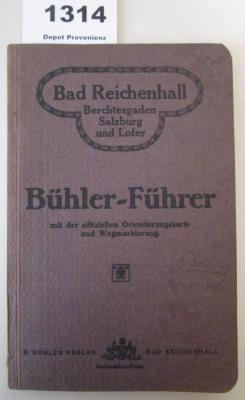 1314
Depot Provenienz
Bad Reichenhall
Berchtesgaden
Salzburg
und Lofer
Bühler-Führer
mit der offiziellen Orientierungskarte
und Wegmarkierung.
BÜHLER VERLAG BAD REICHENHALL